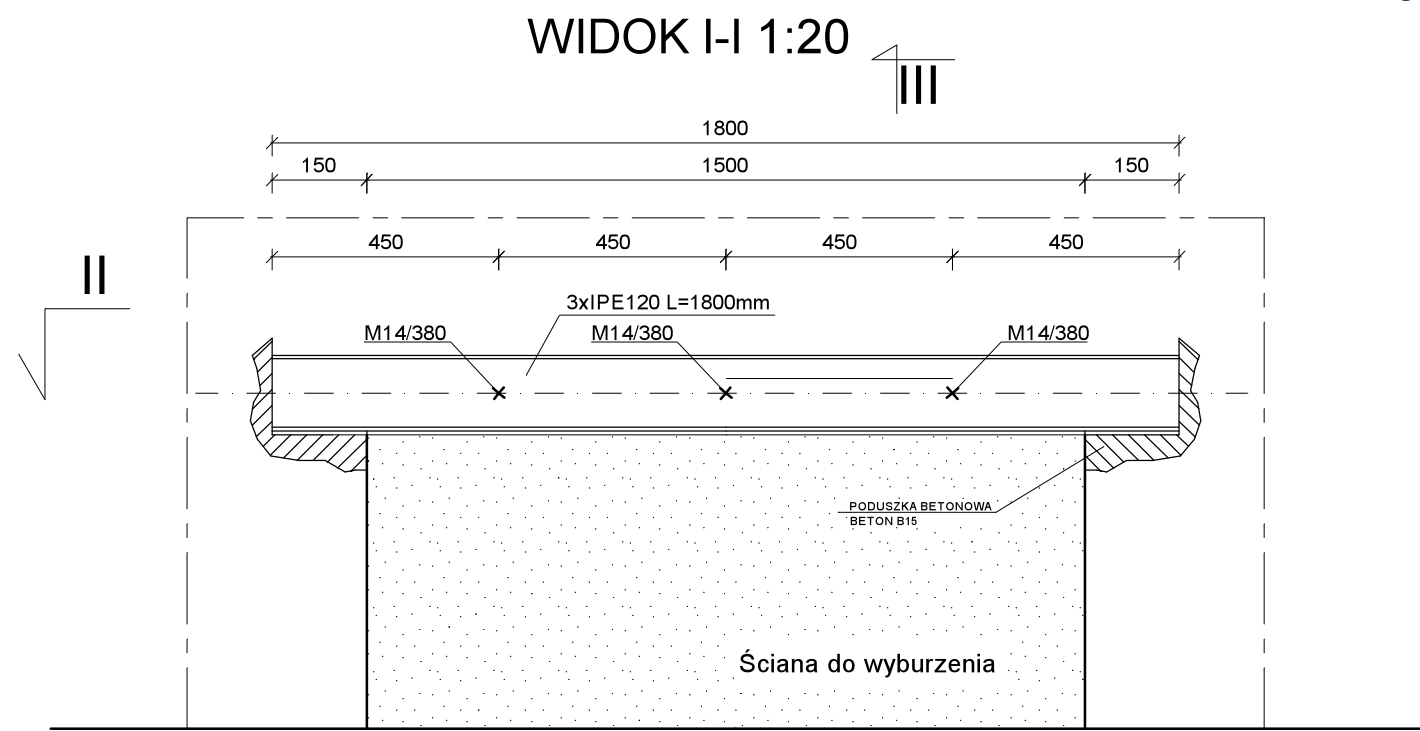 WIDOK I-I 1:20
III
1800
150
1500
150
450
450
450
450
II
3xIPE120 L=1800mm
M14/380
M14/380
M14/380
PODUSZKA BETONOWA
BETON B15
Ściana do wyburzenia